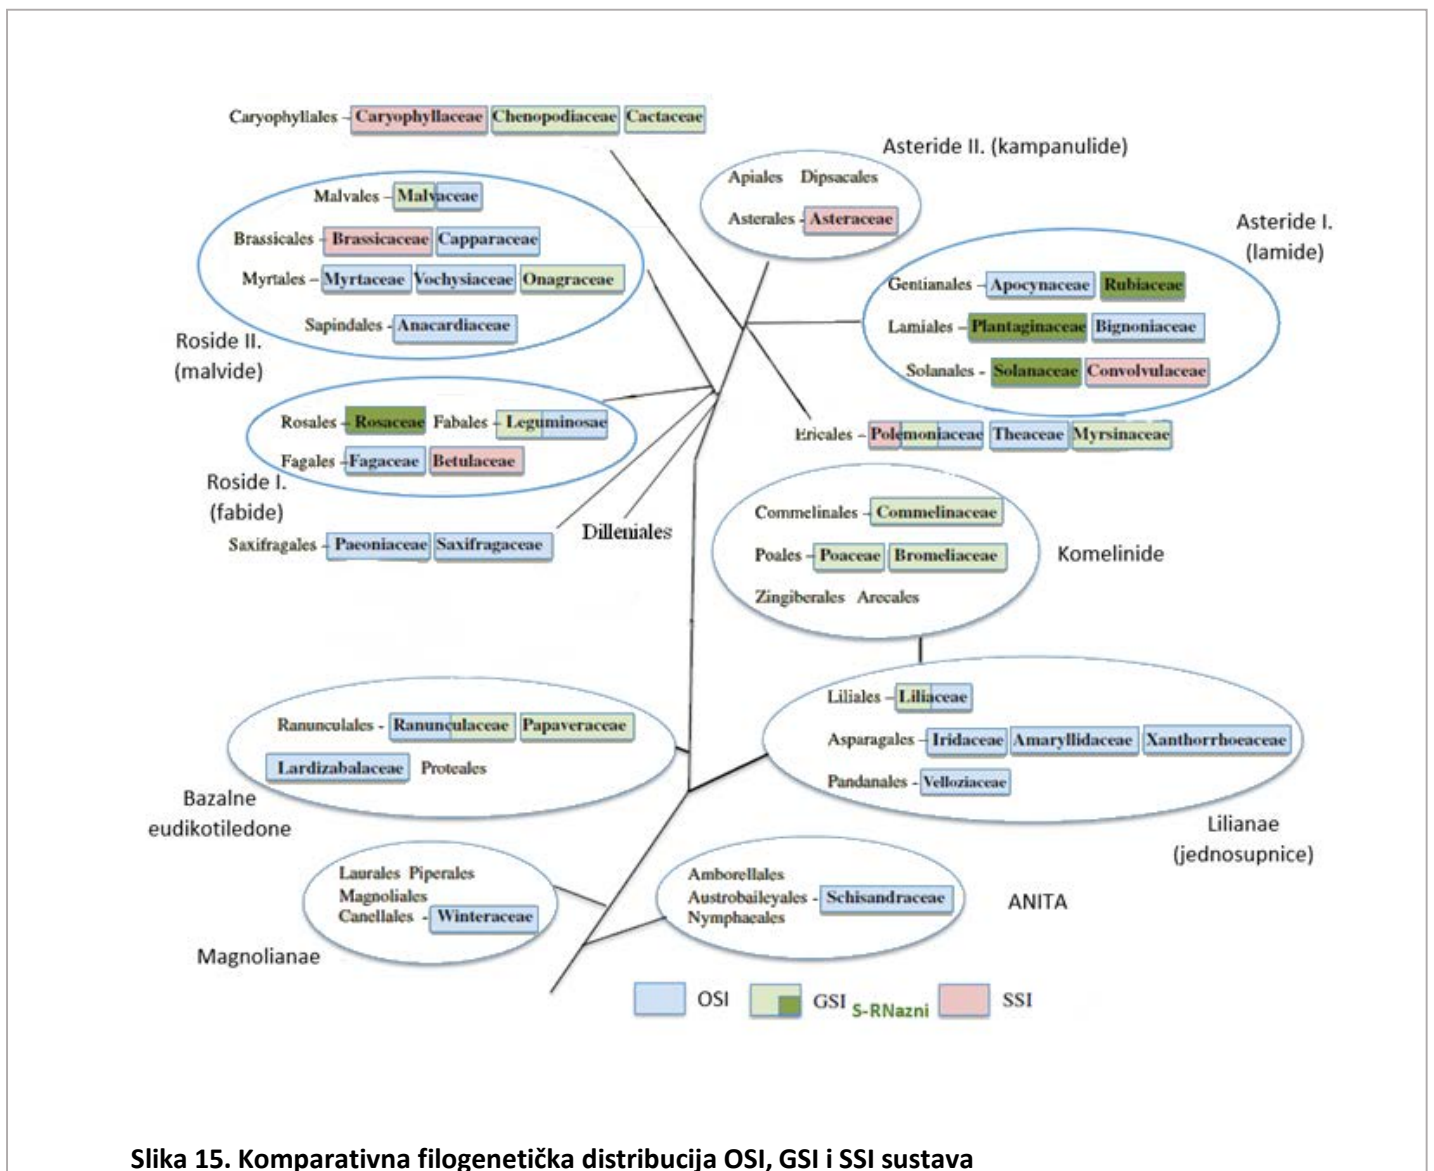 Caryophyllales – Caryophyllaceae Chenopodiaceae Cactaceae
Asteride II. (kampanulide)
Apiales Dipsacales
Asterales - Asteraceae
Malvales – Malvaceae
Brassicales – Brassicaceae Capparaceae
Myrtales – Myrtaceae Vochysiaceae Onagraceae
Sapindales - Anacardiaceae
Roside II.
(malvide)
Asteride I.
(lamide)
Gentianales – Apocynaceae Rubiaceae
Lamiales – Plantaginaceae Bignoniaceae
Solanales - Solanaceae Convolvulaceae
Rosales – Rosaceae Fabales – Leguminosae
Fagales – Fagaceae Betulaceae
Roside I.
(fabide)
Ericales – Polemoniaceae Theaceae Myrsinaceae
Saxifragales – Paeoniaceae Saxifragaceae
Dilleniales
Commelinales – Commelinaceae
Poales – Poaceae Bromeliaceae
Zingiberales Arecales
Komelinide
Ranunculales - Ranunculaceae Papaveraceae
Lardizabalaceae Proteales
Bazalne
eudikotiledone
Liliales – Liliaceae
Asparagales – Iridaceae Amaryllidaceae Xanthorrhoeaceae
Pandanales – Velloziaceae
Lilianae
(jednosupnice)
Laurales Piperales
Magnoliales
Canellales - Winteraceae
Magnolianae
Amborellales
Austrobaileyales - Schisandraceae
Nymphaeales
ANITA
OSI GSI S-RNazni SSI
Slika 15. Komparativna filogenetička distribucija OSI, GSI i SSI sustava